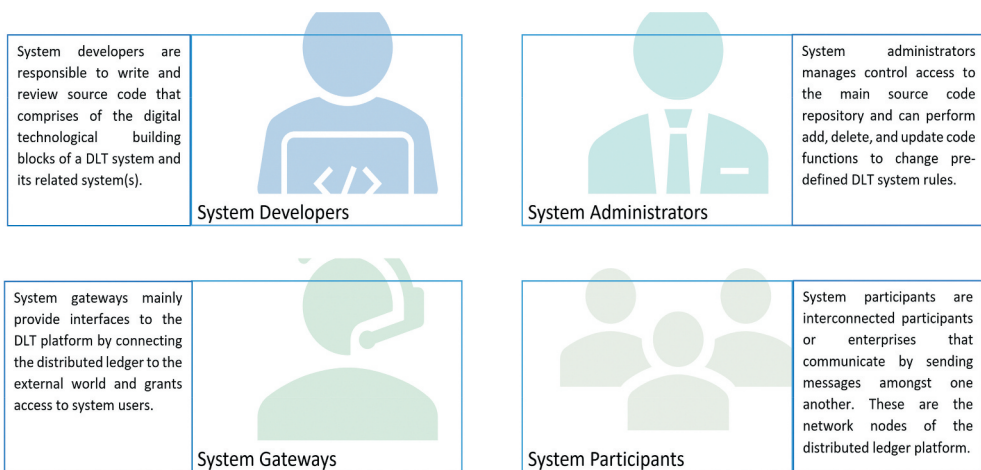 System developers are
responsible to write and
review source code that
comprises of the digital
technological building
blocks of a DLT system and
its related system(s).
</>
System Developers
System administrators
manages control access to
the main source code
repository and can perform
add, delete, and update code
functions to change pre-
defined DLT system rules.
System Administrators
System gateways mainly
provide interfaces to the
DLT platform by connecting
the distributed ledger to the
external world and grants
access to system users.
System Gateways
System participants are
interconnected participants
or enterprises that
communicate by sending
messages amongst one
another. These are the
network nodes of the
distributed ledger platform.
System Participants